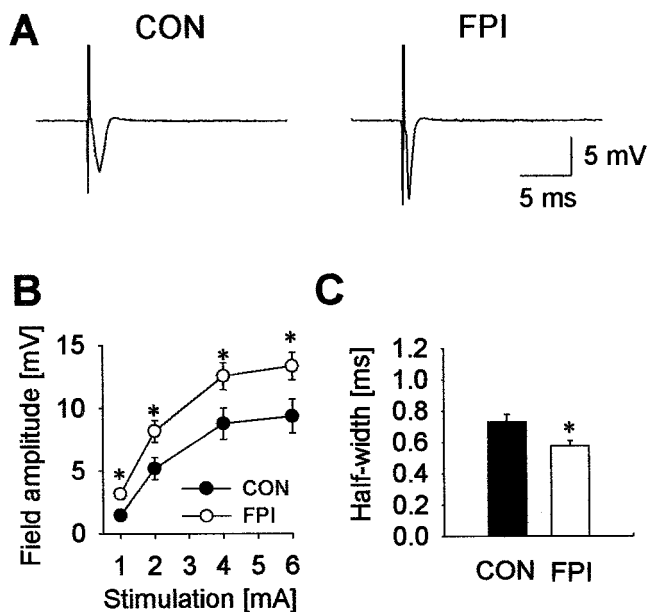 A
CON
FPI
5 mV
5 ms
B
Field amplitude [mV]
15
10
5
0
*
*
*
*
CON
FPI
1 2 3 4 5 6
Stimulation [mA]
C
Half-width [ms]
1.2
1.0
0.8
0.6
0.4
0.2
0.0
*
CON FPI